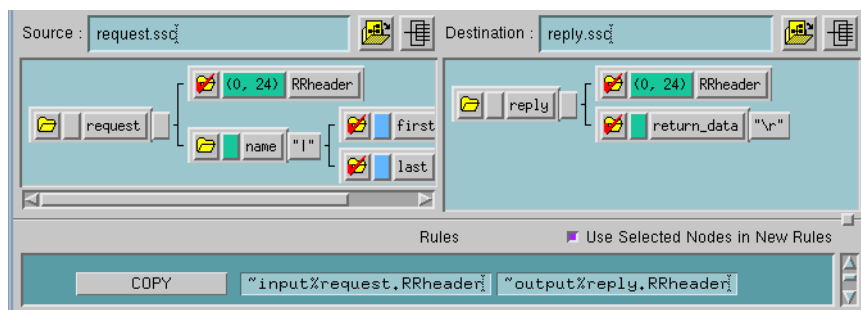 Source : request.ssc Destination : reply.ssc
(0, 24) RRheader (0, 24) RRheader
request reply
name "|" first return_data "\r"
last
Rules Use Selected Nodes in New Rules
COPY ~input%request.RRheader ~output%reply.RRheader